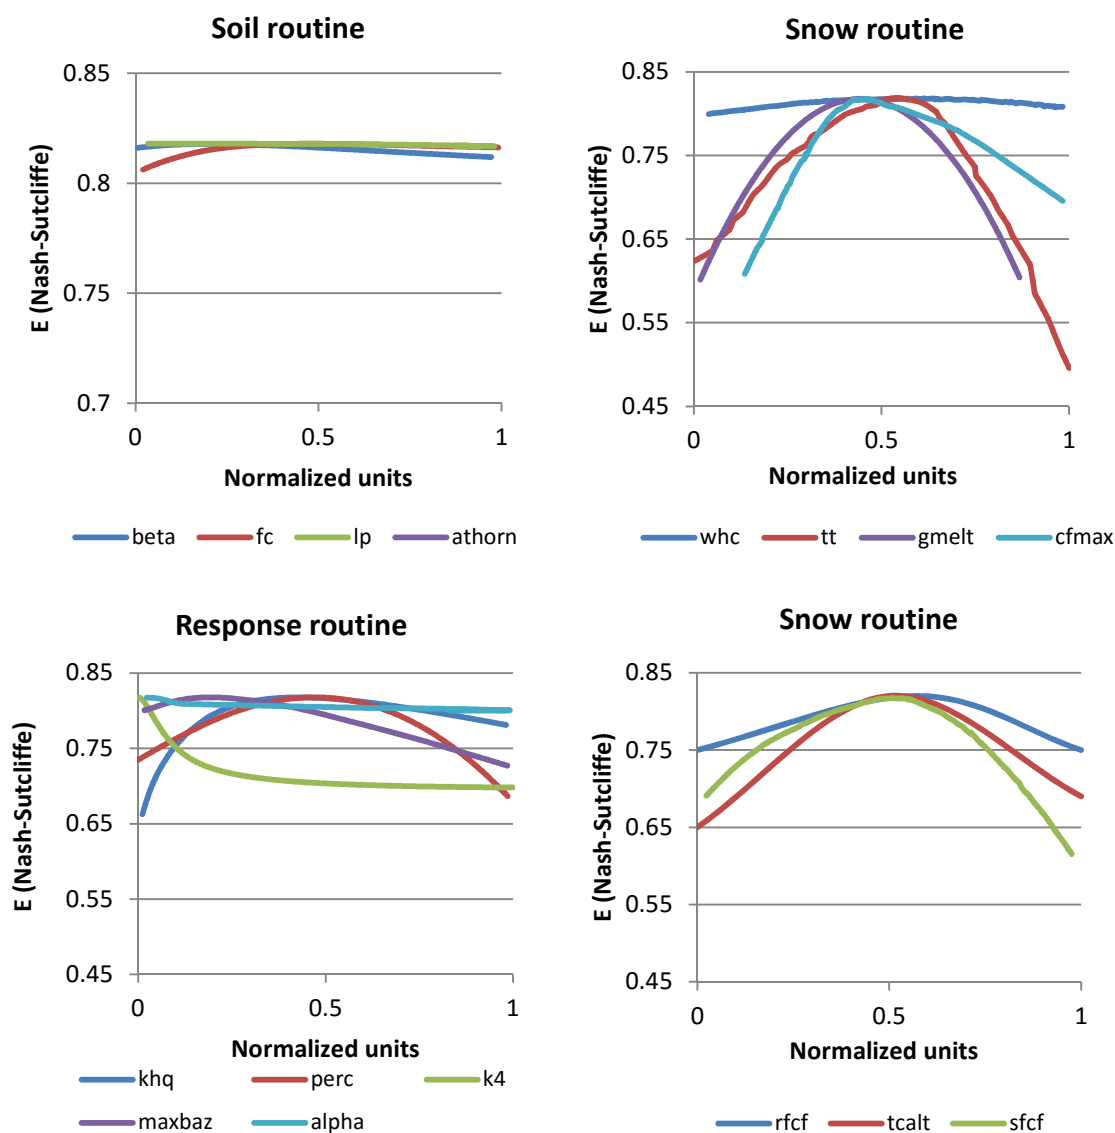 Soil routine
E (Nash-Sutcliffe)
0.85
0.8
0.75
0.7
0
0.5
1
Normalized units
beta fc lp athorn
Snow routine
E (Nash-Sutcliffe)
0.85
0.75
0.65
0.55
0.45
0
0.5
1
Normalized units
whc tt gmelt cfmax
Response routine
E (Nash-Sutcliffe)
0.85
0.75
0.65
0.55
0.45
0
0.5
1
Normalized units
khq perc k4
maxbaz alpha
Snow routine
E (Nash-Sutcliffe)
0.85
0.75
0.65
0.55
0.45
0
0.5
1
Normalized units
rfcf tcalt sfcf